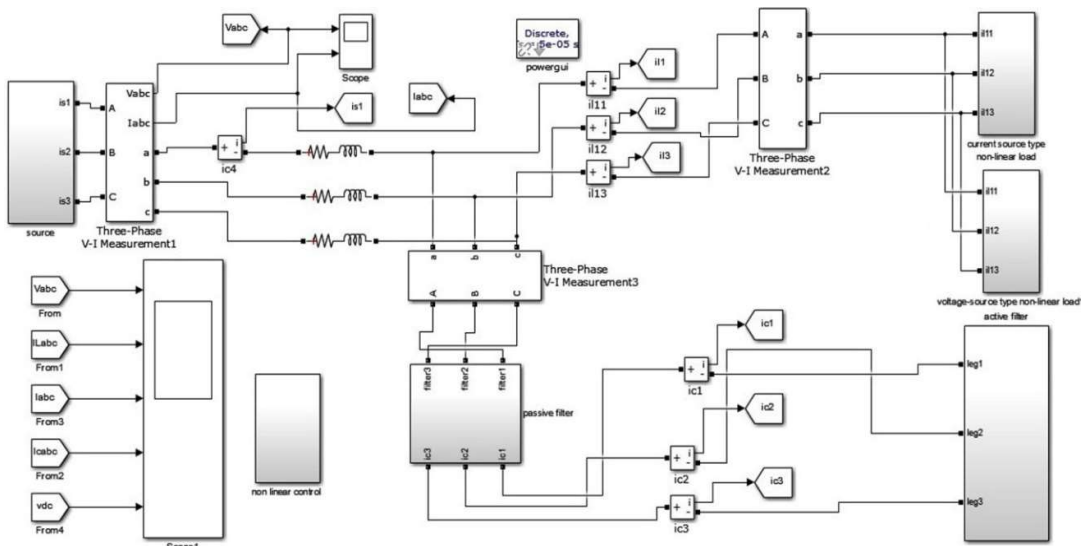 Vabc
Scope
Discrete,
5e-05 s
powergui
is1
is2
is3
source
A
B
C
Vabc
Iabc
a
b
c
Three-Phase
V-I Measurement1
is1
+
i
-
ic4
Iabc
il1
+
i
-
il11
il2
+
i
-
il12
il3
+
i
-
il13
A
B
C
a
b
c
Three-Phase
V-I Measurement2
il11
il12
il13
current source type
non-linear load
il11
il12
il13
voltage-source type non-linear load1
a
b
c
A
B
C
Three-Phase
V-I Measurement3
filter3
filter2
filter1
ic3
ic2
ic1
passive filter
ic1
+
i
-
ic1
ic2
+
i
-
ic2
ic3
+
i
-
ic3
active filter
leg1
leg2
leg3
Vabc
From
ILabc
From1
Iabc
From3
Icabc
From2
vdc
From4
non linear control